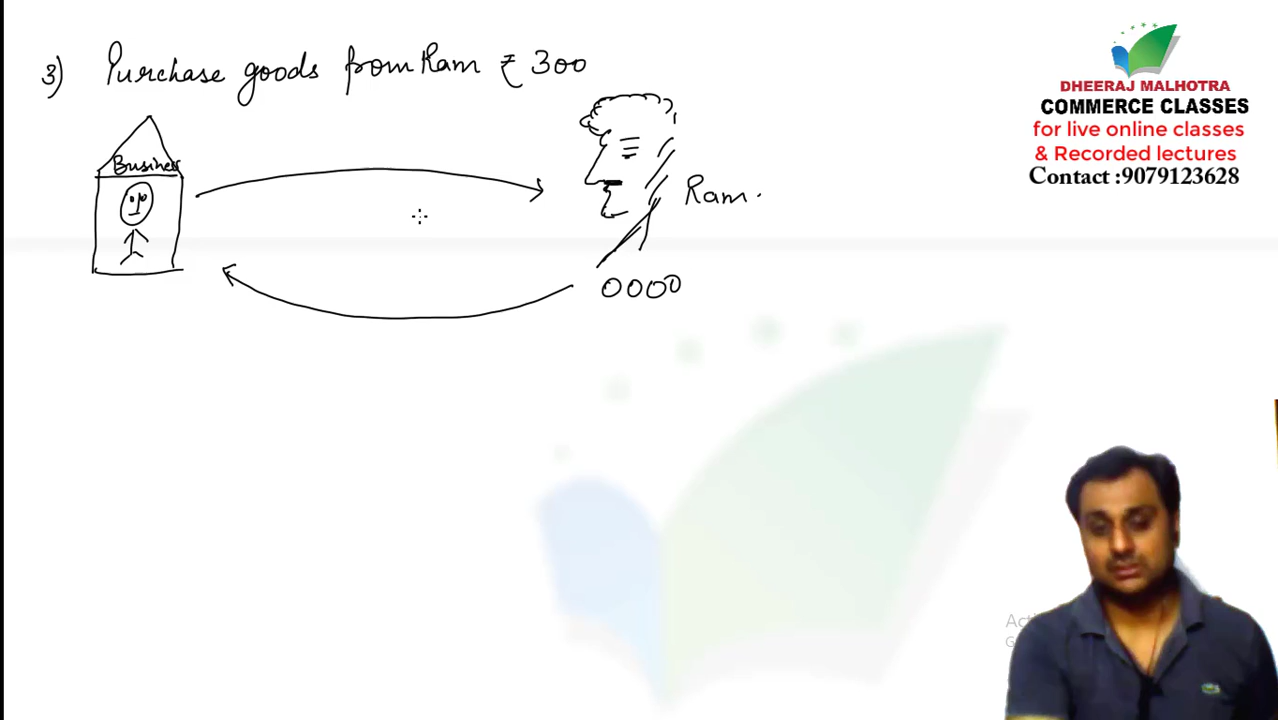 3) Purchase goods from Ram ₹ 300
Business
Ram.
0000
DHEERAJ MALHOTRA
COMMERCE CLASSES
for live online classes
& Recorded lectures
Contact :9079123628